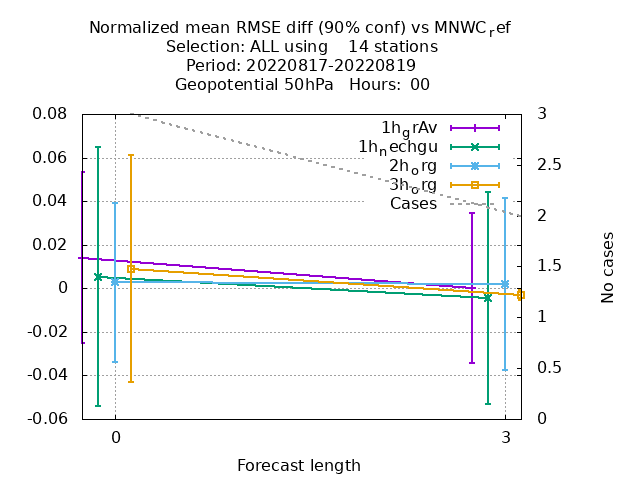 Normalized mean RMSE diff (90% conf) vs MNWC_ref
Selection: ALL using 14 stations
Period: 20220817-20220819
Geopotential 50hPa Hours: 00
0.08
0.06
0.04
0.02
0
-0.02
-0.04
-0.06
3
2.5
2
1.5
1
0.5
0
1h_grAv
1h_nechgu
2h_org
3h_org
Cases
No cases
0 3
Forecast length